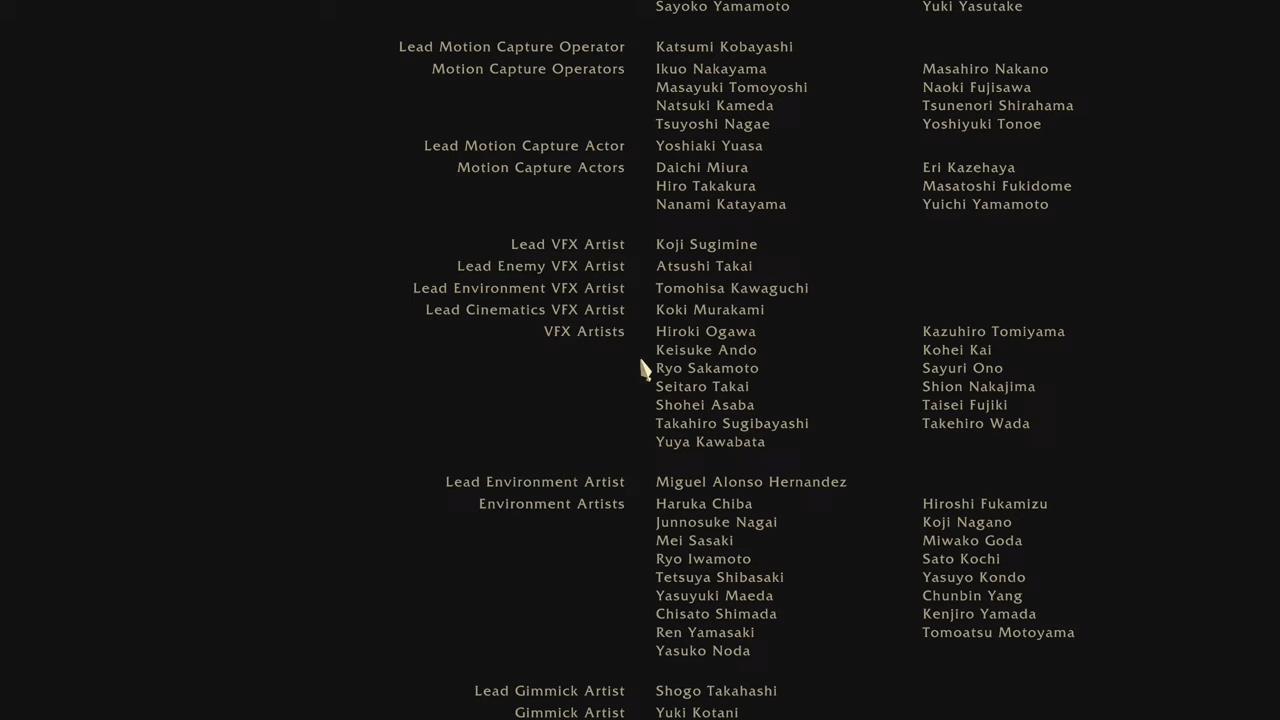 Sayoko Yamamoto Yuki Yasutake
Lead Motion Capture Operator Katsumi Kobayashi
Motion Capture Operators Ikuo Nakayama Masahiro Nakano
Masayuki Tomoyoshi Naoki Fujisawa
Natsuki Kameda Tsunenori Shirahama
Tsuyoshi Nagae Yoshiyuki Tonoe
Lead Motion Capture Actor Yoshiaki Yuasa
Motion Capture Actors Daichi Miura Eri Kazehaya
Hiro Takakura Masatoshi Fukidome
Nanami Katayama Yuichi Yamamoto
Lead VFX Artist Koji Sugimine
Lead Enemy VFX Artist Atsushi Takai
Lead Environment VFX Artist Tomohisa Kawaguchi
Lead Cinematics VFX Artist Koki Murakami
VFX Artists Hiroki Ogawa Kazuhiro Tomiyama
Keisuke Ando Kohei Kai
Ryo Sakamoto Sayuri Ono
Seitaro Takai Shion Nakajima
Shohei Asaba Taisei Fujiki
Takahiro Sugibayashi Takehiro Wada
Yuya Kawabata
Lead Environment Artist Miguel Alonso Hernandez
Environment Artists Haruka Chiba Hiroshi Fukamizu
Junnosuke Nagai Koji Nagano
Mei Sasaki Miwako Goda
Ryo Iwamoto Sato Kochi
Tetsuya Shibasaki Yasuyo Kondo
Yasuyuki Maeda Chunbin Yang
Chisato Shimada Kenjiro Yamada
Ren Yamasaki Tomoatsu Motoyama
Yasuko Noda
Lead Gimmick Artist Shogo Takahashi
Gimmick Artist Yuki Kotani